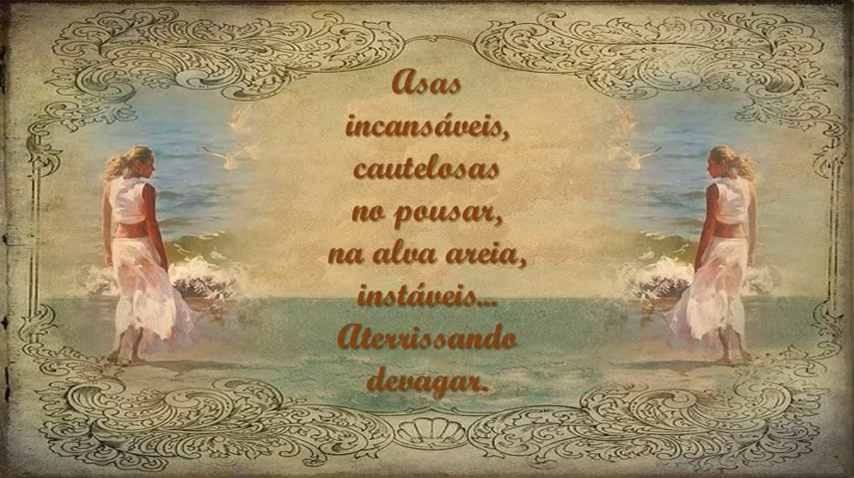 Asas
incansáveis,
cautelosas
no pousar,
na alva areia,
instáveis...
Aterrissando
devagar.